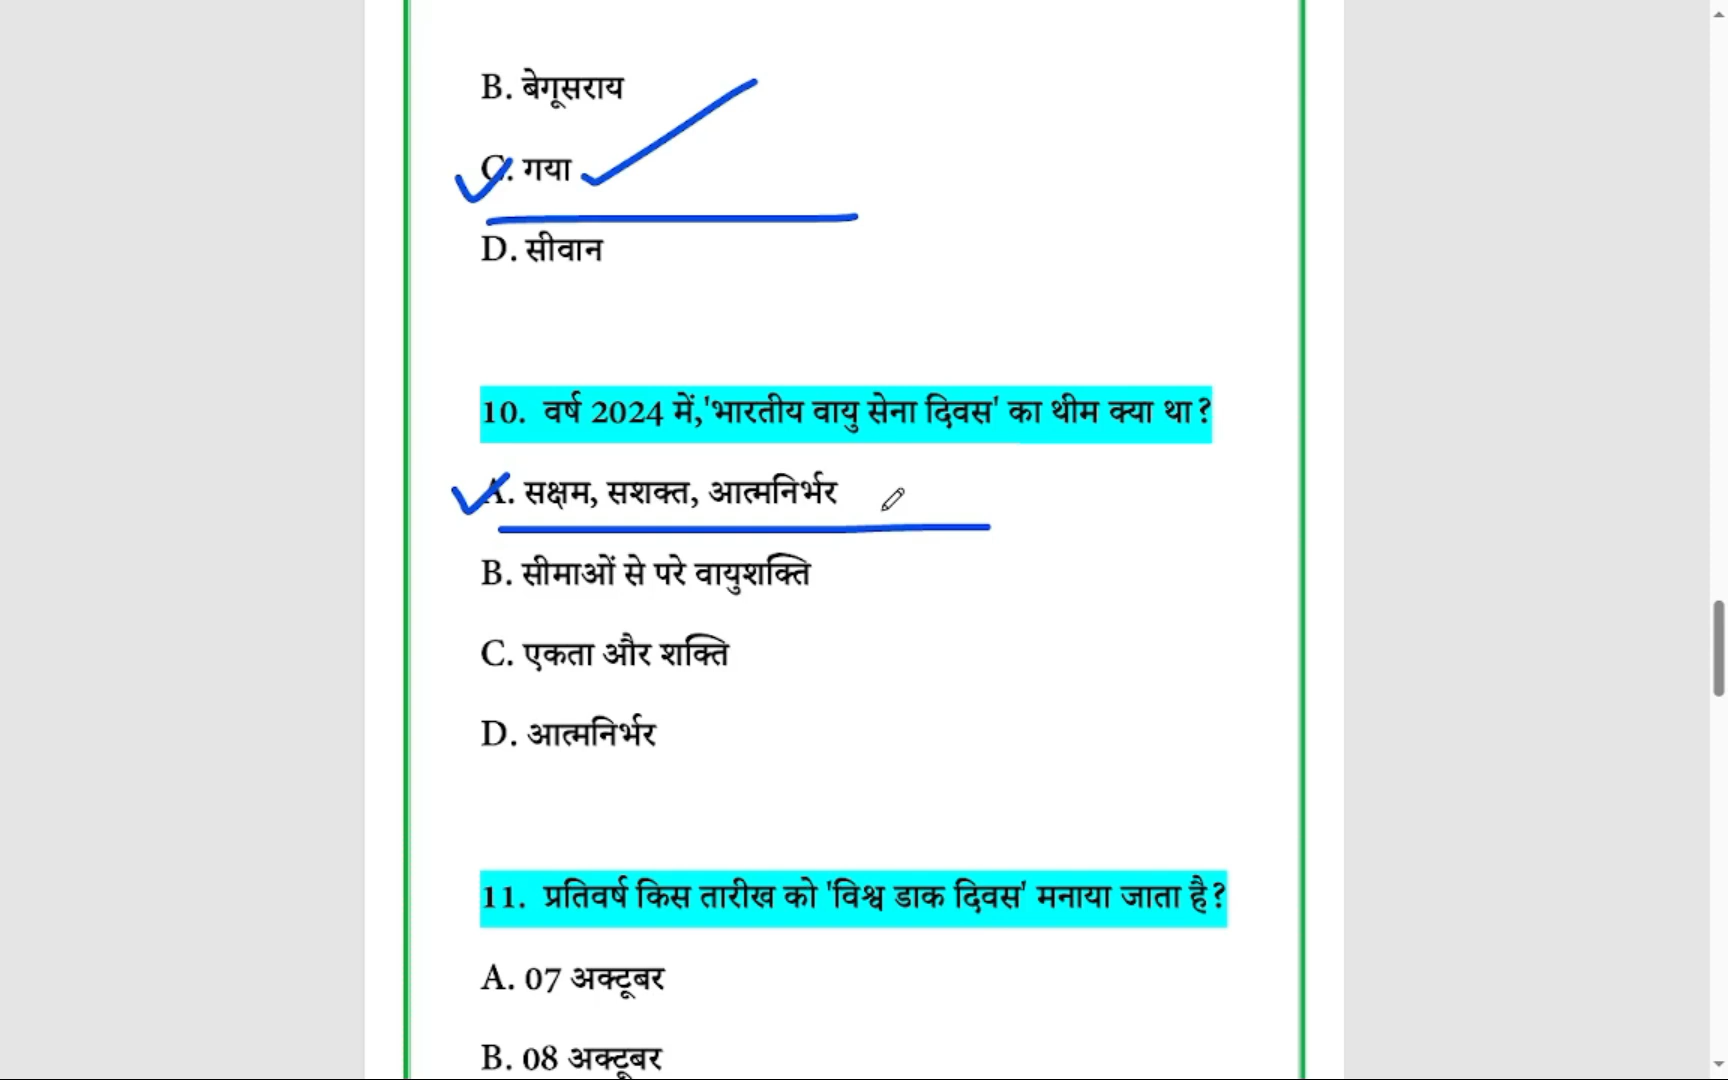 B. बेगूसराय
C. गया
D. सीवान
10. वर्ष 2024 में,'भारतीय वायु सेना दिवस' का थीम क्या था?
A. सक्षम, सशक्त, आत्मनिर्भर
B. सीमाओं से परे वायुशक्ति
C. एकता और शक्ति
D. आत्मनिर्भर
11. प्रतिवर्ष किस तारीख को 'विश्व डाक दिवस' मनाया जाता है?
A. 07 अक्टूबर
B. 08 अक्टूबर